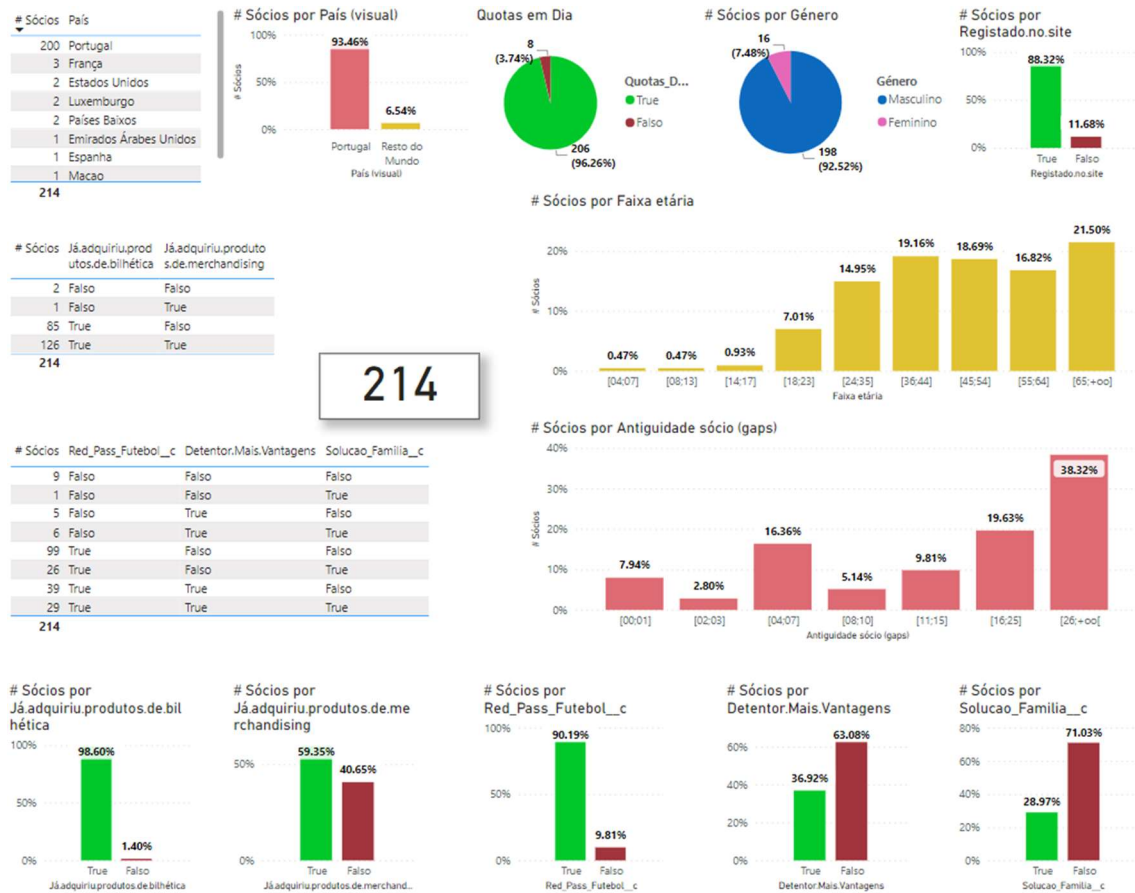 # Sócios País
200 Portugal
3 França
2 Estados Unidos
2 Luxemburgo
2 Países Baixos
1 Emirados Árabes Unidos
1 Espanha
1 Macao
214
# Sócios por País (visual)
100%
50%
0%
# Sócios
93.46%
6.54%
Portugal
Resto do
Mundo
País (visual)
Quotas em Dia
8
(3.74%)
206
(96.26%)
Quotas_D...
True
Falso
# Sócios por Género
16
(7.48%)
198
(92.52%)
Género
Masculino
Feminino
# Sócios por
Registado.no.site
100%
50%
0%
88.32%
11.68%
True Falso
Registado.no.site
# Sócios Já.adquiriu.prod Já.adquiriu.produto
utos.de.bilhética s.de.merchandising
2 Falso Falso
1 Falso True
85 True Falso
126 True True
214
214
# Sócios por Faixa etária
20%
10%
0%
# Sócios
0.47%
0.47%
0.93%
7.01%
14.95%
19.16%
18.69%
16.82%
21.50%
[04;07] [08;13] [14;17] [18;23] [24;35] [36;44] [45;54] [55;64] [65;+oo[
Faixa etária
# Sócios Red_Pass_Futebol__c Detentor.Mais.Vantagens Solucao_Familia__c
9 Falso Falso Falso
1 Falso Falso True
5 Falso True Falso
6 Falso True True
99 True Falso Falso
26 True Falso True
39 True True Falso
29 True True True
214
# Sócios por Antiguidade sócio (gaps)
40%
30%
20%
10%
0%
# Sócios
7.94%
2.80%
16.36%
5.14%
9.81%
19.63%
38.32%
[00;01] [02;03] [04;07] [08;10] [11;15] [16;25] [26;+oo[
Antiguidade sócio (gaps)
# Sócios por
Já.adquiriu.produtos.de.bil
hética
100%
50%
0%
98.60%
1.40%
True Falso
Já.adquiriu.produtos.de.bilhética
# Sócios por
Já.adquiriu.produtos.de.me
rchandising
50%
0%
59.35%
40.65%
True Falso
Já.adquiriu.produtos.de.merchand...
# Sócios por
Red_Pass_Futebol__c
100%
50%
0%
90.19%
9.81%
True Falso
Red_Pass_Futebol__c
# Sócios por
Detentor.Mais.Vantagens
60%
40%
20%
0%
36.92%
63.08%
True Falso
Detentor.Mais.Vantagens
# Sócios por
Solucao_Familia__c
80%
60%
40%
20%
0%
28.97%
71.03%
True Falso
Solucao_Familia__c